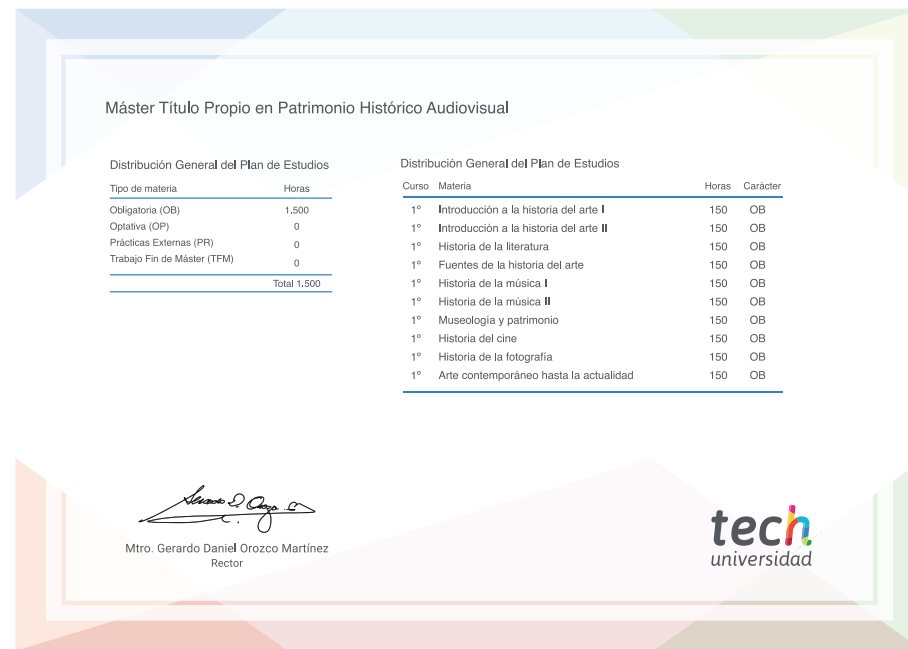 Máster Título Propio en Patrimonio Histórico Audiovisual
Distribución General del Plan de Estudios
Tipo de materia Horas
Obligatoria (OB) 1,500
Optativa (OP) 0
Prácticas Externas (PR) 0
Trabajo Fin de Máster (TFM) 0
Total 1.500
Distribución General del Plan de Estudios
Curso Materia Horas Carácter
1º Introducción a la historia del arte I 150 OB
1º Introducción a la historia del arte II 150 OB
1º Historia de la literatura 150 OB
1º Fuentes de la historia del arte 150 OB
1º Historia de la música I 150 OB
1º Historia de la música II 150 OB
1º Museología y patrimonio 150 OB
1º Historia del cine 150 OB
1º Historia de la fotografía 150 OB
1º Arte contemporáneo hasta la actualidad 150 OB
Mtro. Gerardo Daniel Orozco Martínez
Rector
tech
universidad